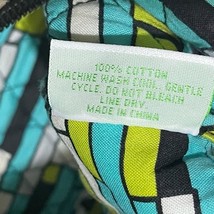 100% COTTON
MACHINE WASH COOL, GENTLE
CYCLE. DO NOT BLEACH
LINE DRY.
MADE IN CHINA